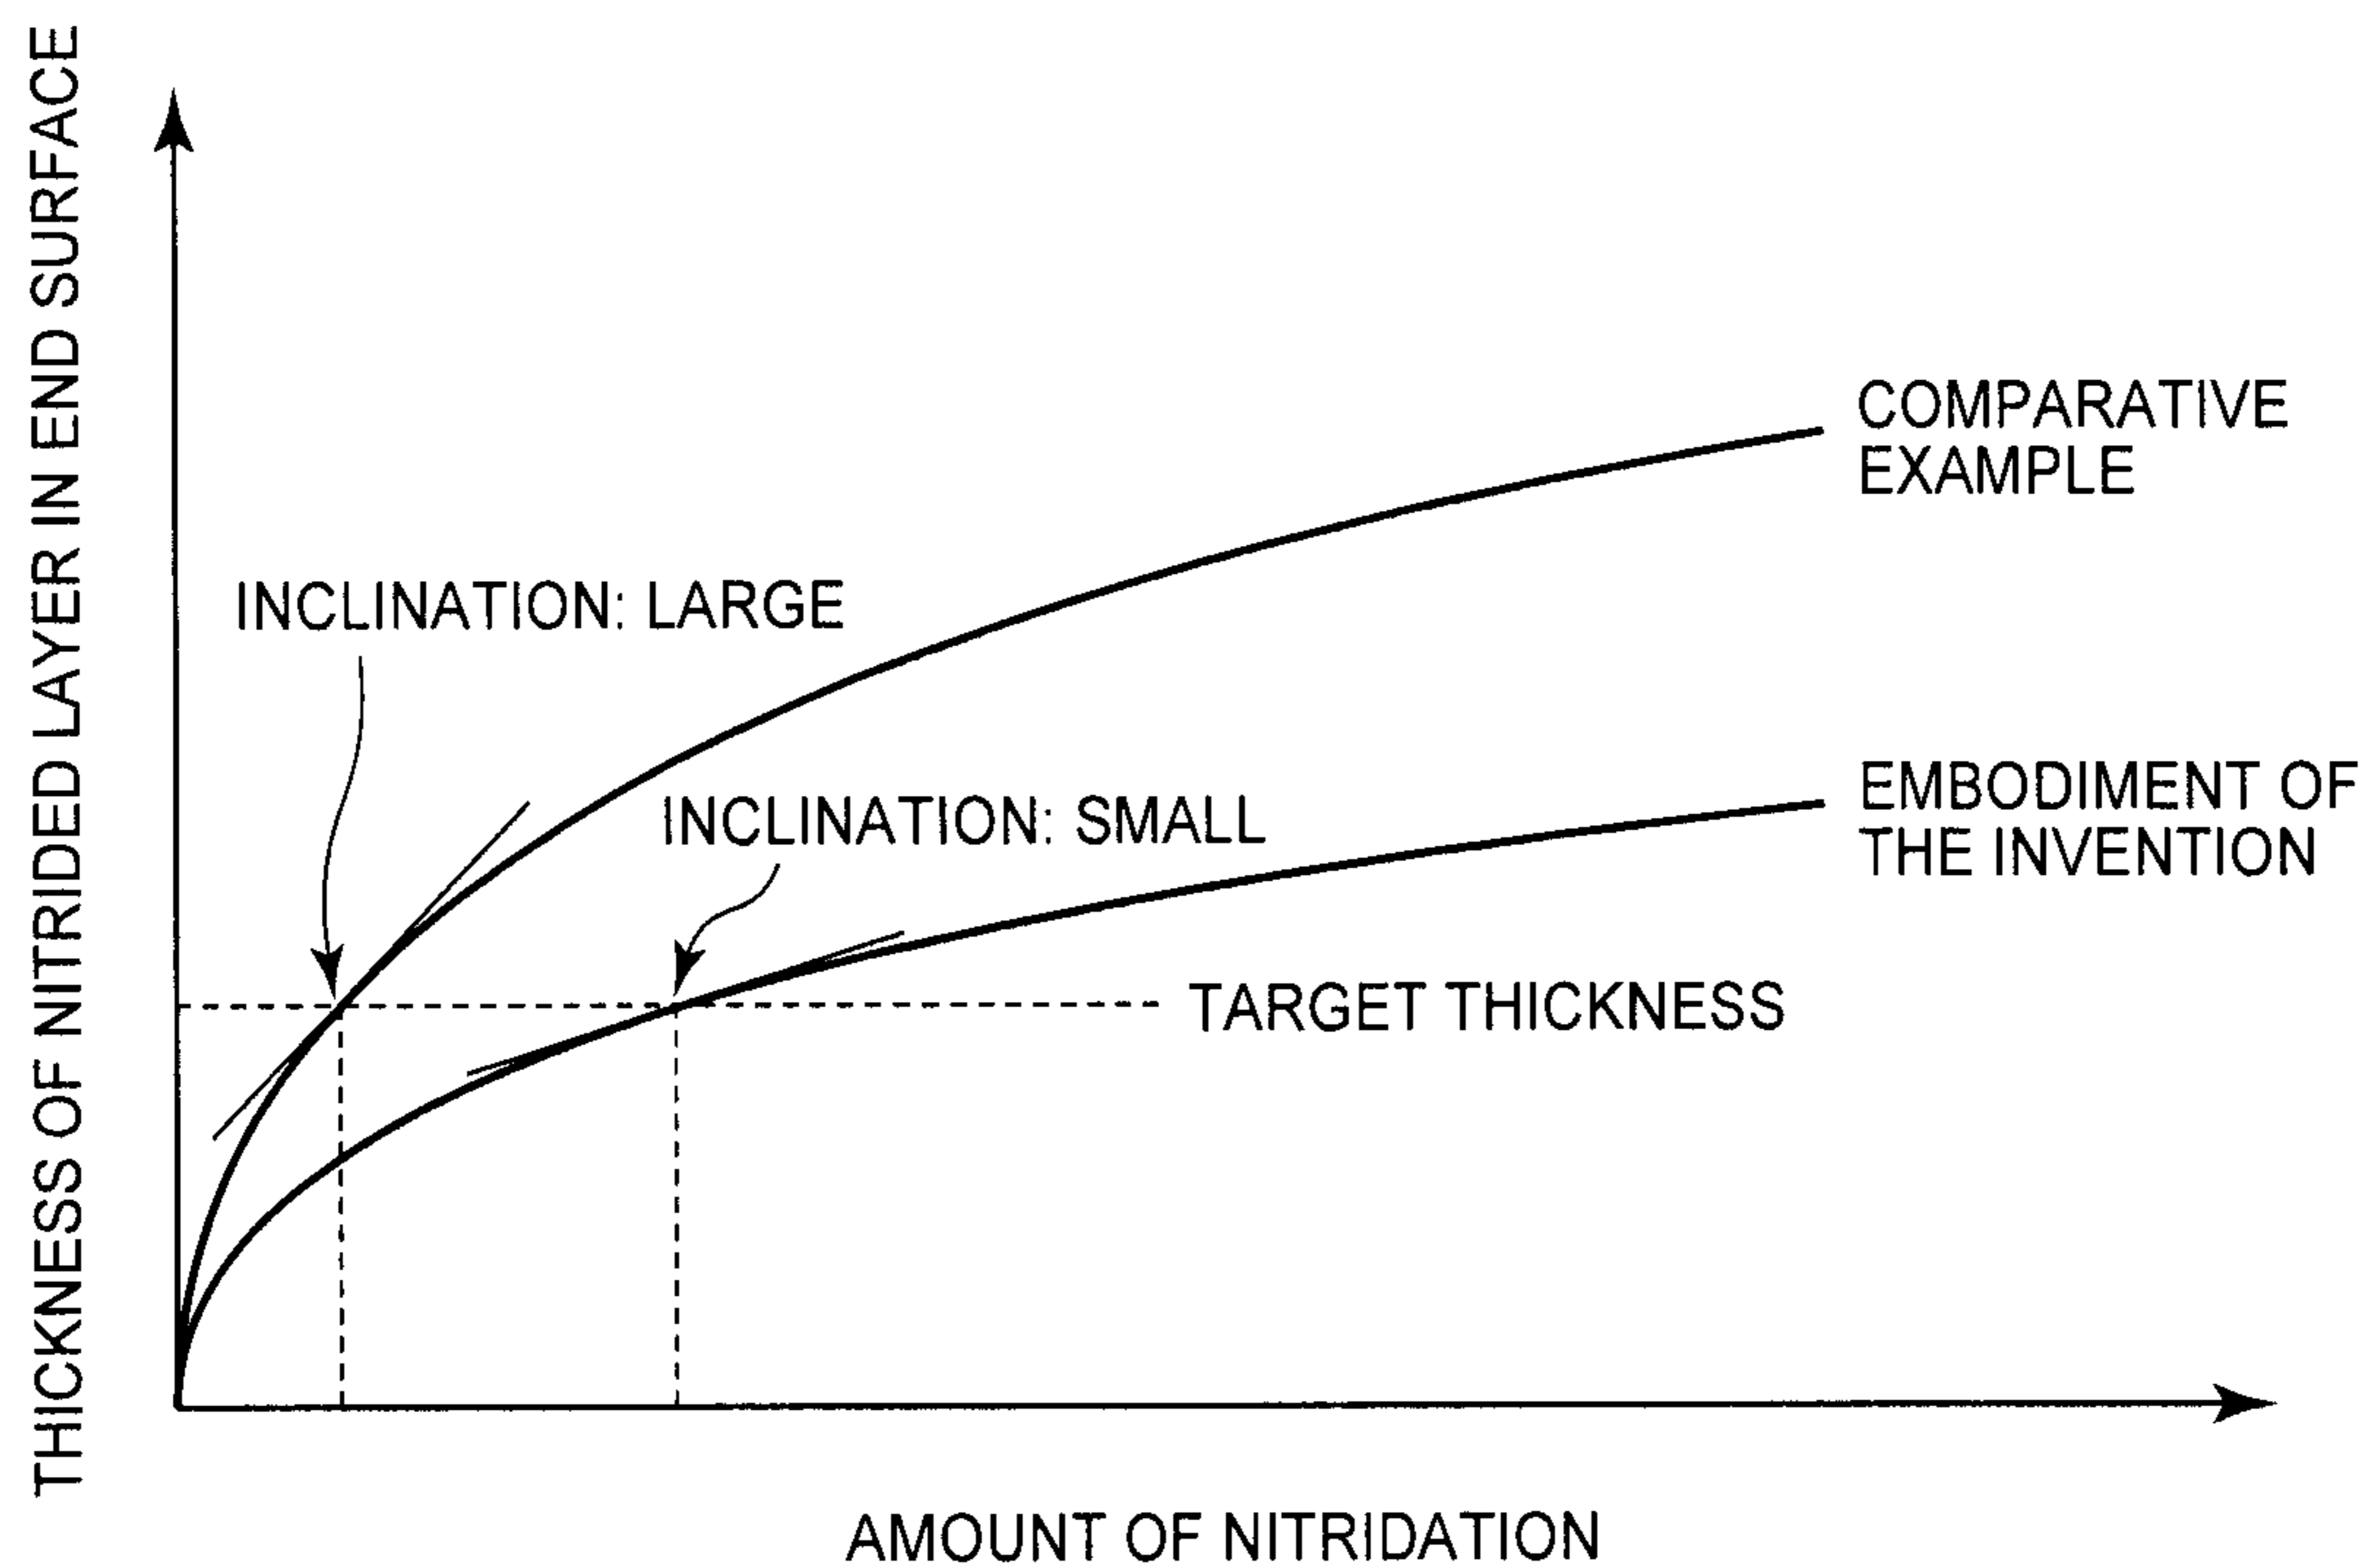 THICKNESS OF NITRIDED LAYER IN END SURFACE
COMPARATIVE
EXAMPLE
INCLINATION: LARGE
INCLINATION: SMALL
EMBODIMENT OF
THE INVENTION
TARGET THICKNESS
AMOUNT OF NITRIDATION